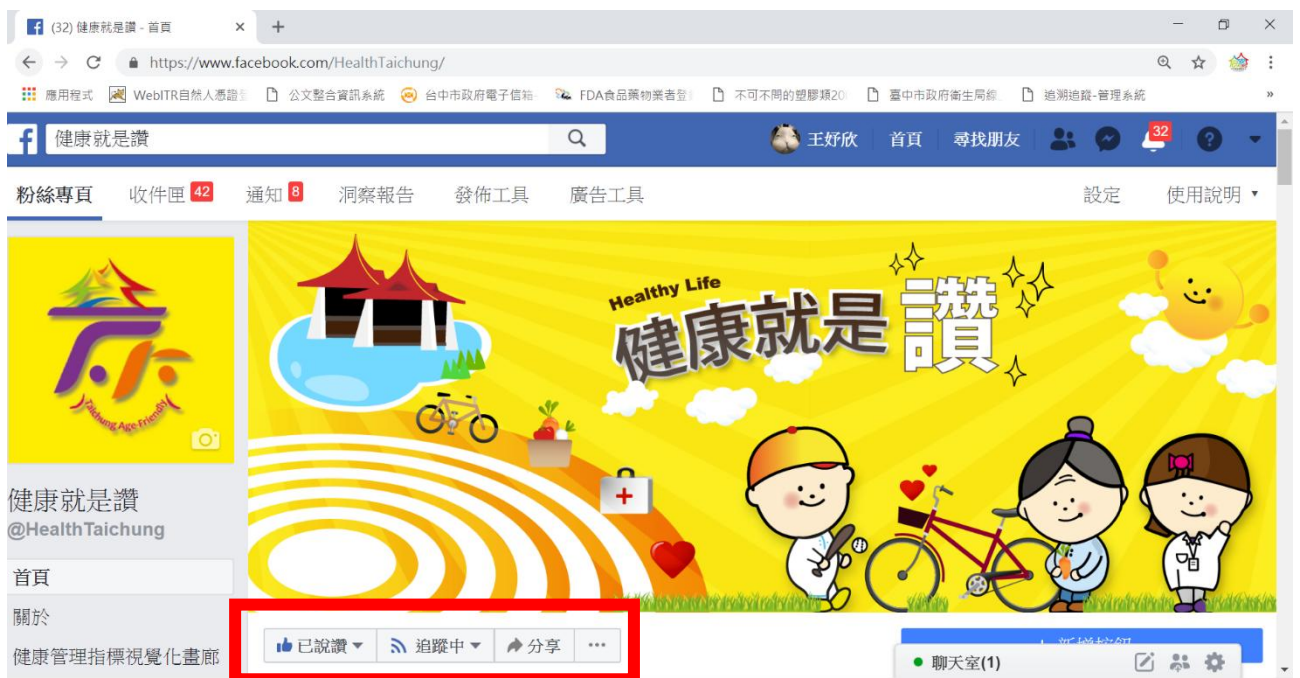 (32) 健康就是讚 - 首頁
https://www.facebook.com/HealthTaichung/
應用程式 WebITR自然人憑證 公文整合資訊系統 台中市政府電子信箱 FDA食品藥物業者登 不可不問的塑膠類20 臺中市政府衛生局 追溯追蹤-管理系統 »
健康就是讚 王妤欣 首頁 尋找朋友 32
粉絲專頁 收件匣 42 通知 8 洞察報告 發佈工具 廣告工具 設定 使用說明
Taichung Age Friendly
Healthy Life
健康就是讚
健康就是讚
@HealthTaichung
首頁
關於
健康管理指標視覺化畫廊
已說讚 追蹤中 分享 ···
+ 新增按鈕
聊天室(1)